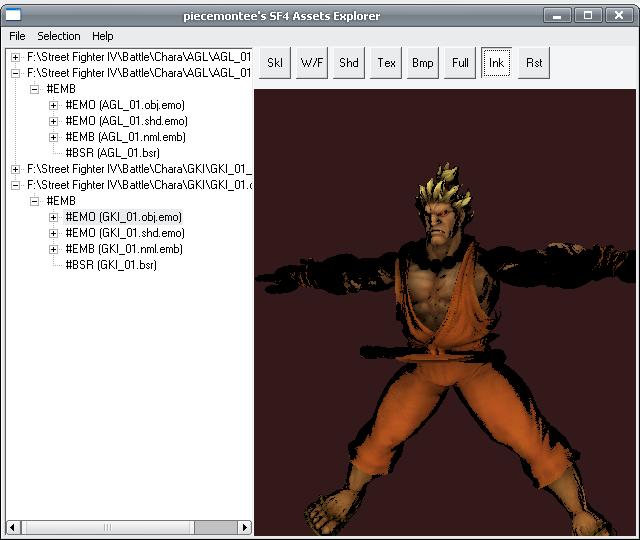 piecemontee's SF4 Assets Explorer
File Selection Help
Skl W/F Shd Tex Bmp Full Ink Rst
F:\Street Fighter IV\Battle\Chara\AGL\AGL_01
F:\Street Fighter IV\Battle\Chara\AGL\AGL_01
#EMB
#EMO (AGL_01.obj.emo)
#EMO (AGL_01.shd.emo)
#EMB (AGL_01.nml.emb)
#BSR (AGL_01.bsr)
F:\Street Fighter IV\Battle\Chara\GKI\GKI_01_
F:\Street Fighter IV\Battle\Chara\GKI\GKI_01.
#EMB
#EMO (GKI_01.obj.emo)
#EMO (GKI_01.shd.emo)
#EMB (GKI_01.nml.emb)
#BSR (GKI_01.bsr)